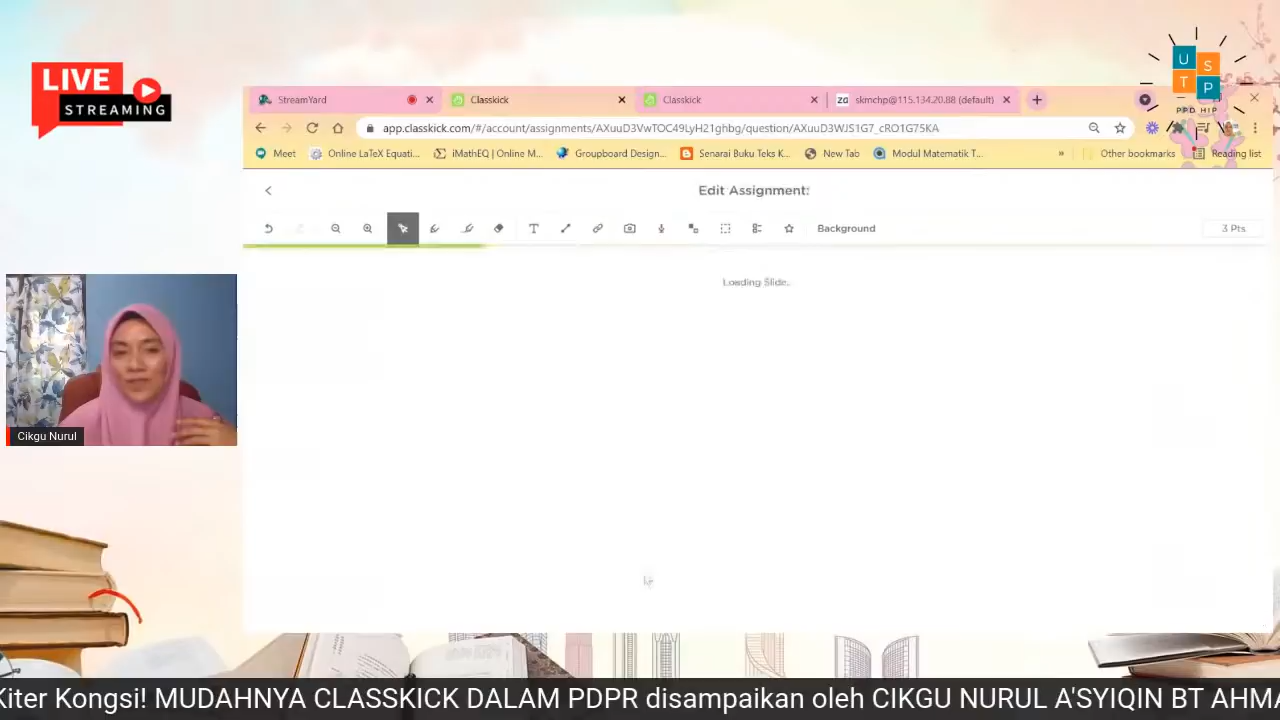 LIVE
STREAMING
U S
T P
PPD HLP
StreamYard
Classkick
Classkick
za skmchp@115.134.20.88 (default)
app.classkick.com/#/account/assignments/AXuuD3VwTOC49LyH21ghbg/question/AXuuD3WJS1G7_cRO1G75KA
Meet
Online LaTeX Equati...
iMathEQ | Online M...
Groupboard Design...
Senarai Buku Teks K...
New Tab
Modul Matematik T...
»
Other bookmarks
Reading list
Edit Assignment:
T
Background
3 Pts
Loading Slide.
Cikgu Nurul
Kiter Kongsi! MUDAHNYA CLASSKICK DALAM PDPR disampaikan oleh CIKGU NURUL A'SYIQIN BT AHMA